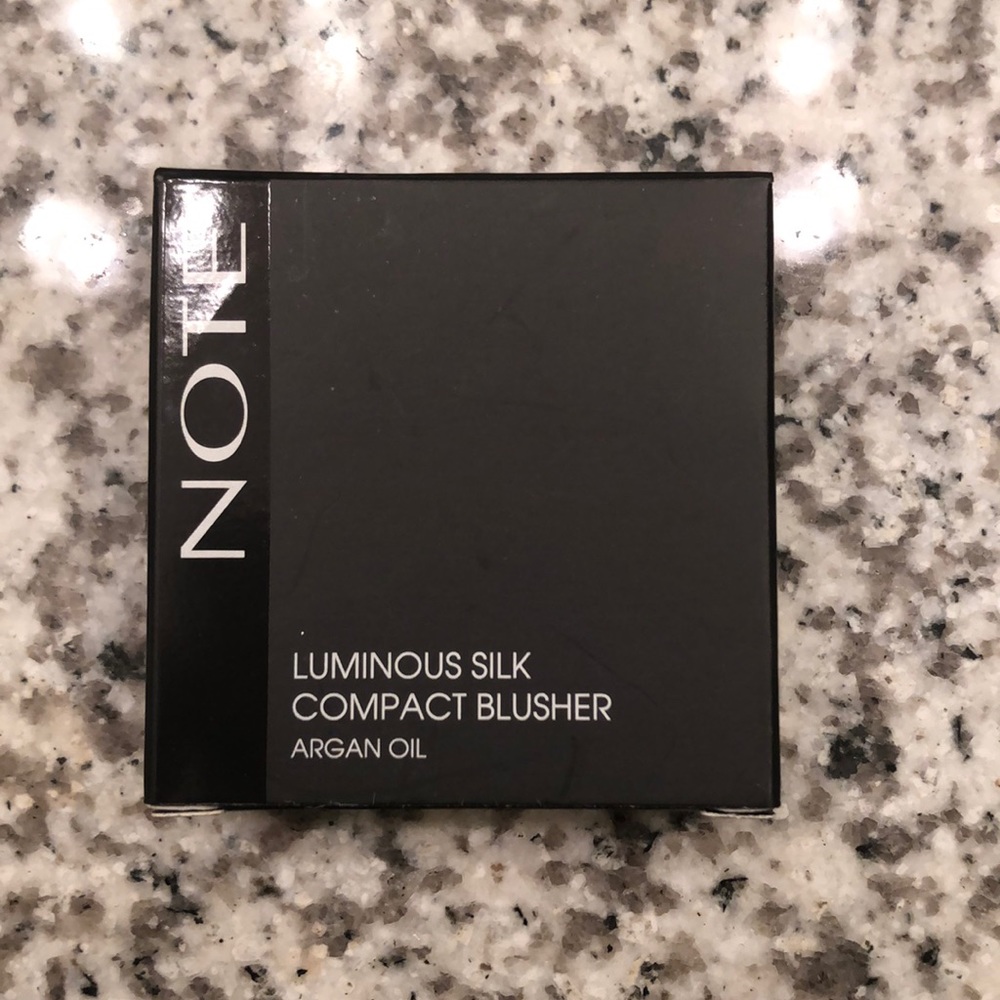 NOTE
LUMINOUS SILK
COMPACT BLUSHER
ARGAN OIL